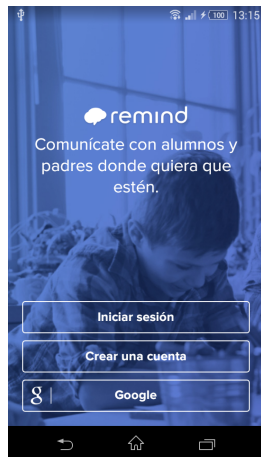 100 13:15
remind
Comunícate con alumnos y
padres donde quiera que
estén.
Iniciar sesión
Crear una cuenta
g Google